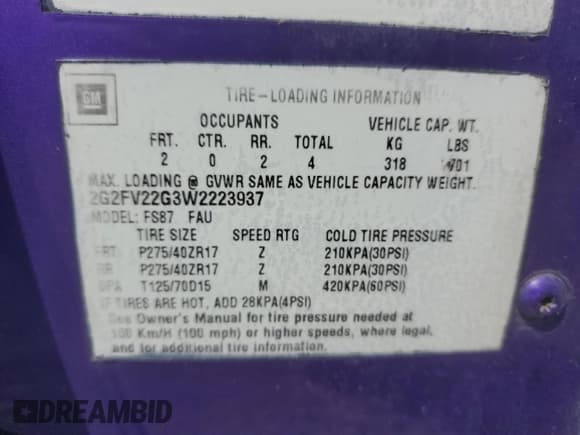 GM
TIRE-LOADING INFORMATION
OCCUPANTS VEHICLE CAP. WT.
FRT. CTR. RR. TOTAL KG LBS
2 0 2 4 318 701
MAX. LOADING @ GVWR SAME AS VEHICLE CAPACITY WEIGHT.
2G2FV22G3W2223937
MODEL: FS87 FAU
TIRE SIZE SPEED RTG COLD TIRE PRESSURE
FRT P275/40ZR17 Z 210KPA(30PSI)
RR P275/40ZR17 Z 210KPA(30PSI)
SPA T125/70D15 M 420KPA(60PSI)
IF TIRES ARE HOT, ADD 28KPA(4PSI)
See Owner's Manual for tire pressure needed at
160 Km/H (100 mph) or higher speeds, where legal,
and for additional tire information.
DREAMBID